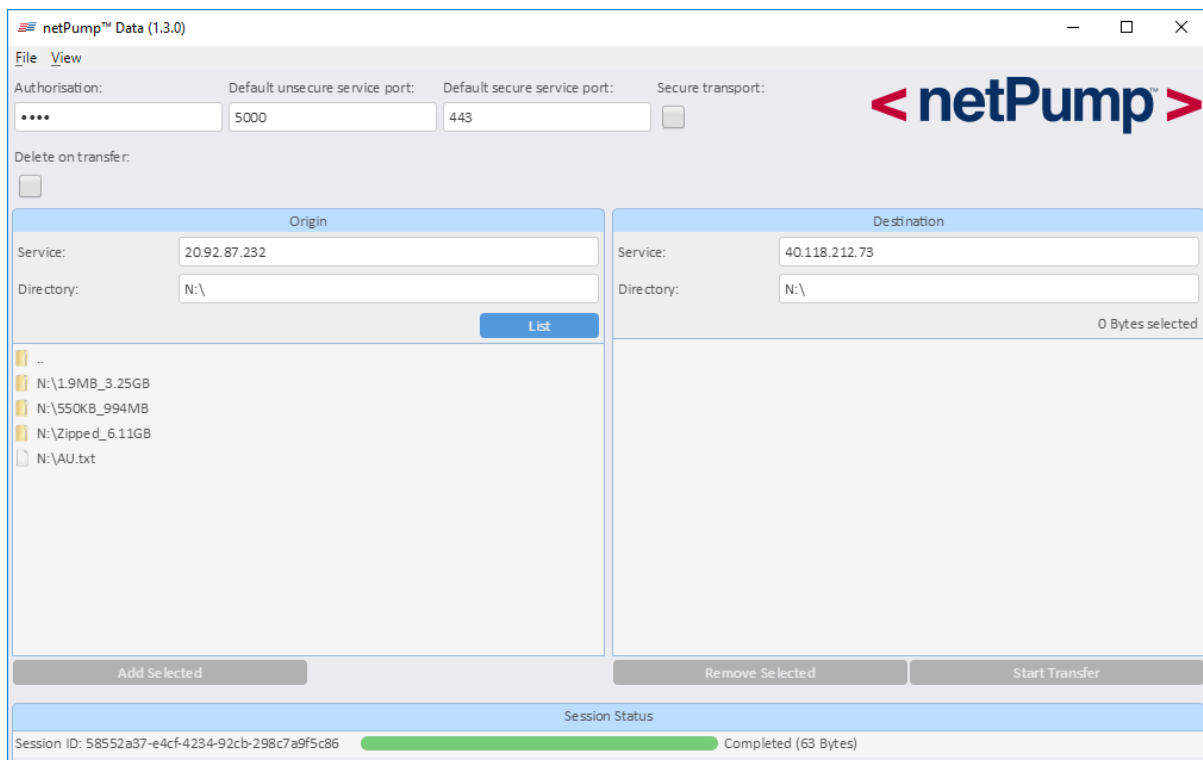 netPump™ Data (1.3.0)
File View
Authorisation: Default unsecure service port: Default secure service port: Secure transport:
•••• 5000 443
<netPump™>
Delete on transfer:
Origin
Service: 20.92.87.232
Directory: N:\
List
..
N:\1.9MB_3.25GB
N:\550KB_994MB
N:\Zipped_6.11GB
N:\AU.txt
Add Selected
Destination
Service: 40.118.212.73
Directory: N:\
0 Bytes selected
Remove Selected Start Transfer
Session Status
Session ID: 58552a37-e4cf-4234-92cb-298c7a9f5c86 Completed (63 Bytes)